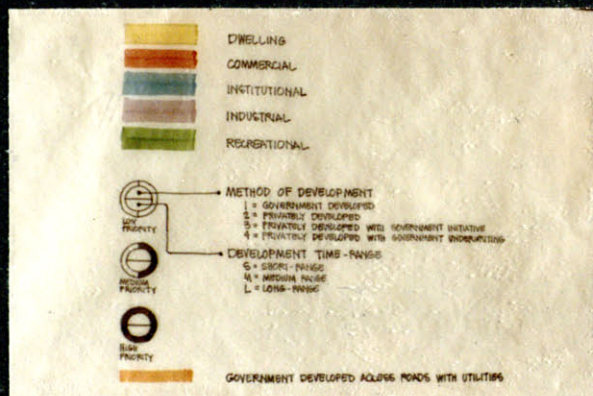 DWELLING
COMMERCIAL
INSTITUTIONAL
INDUSTRIAL
RECREATIONAL
METHOD OF DEVELOPMENT
1 = GOVERNMENT DEVELOPED
2 = PRIVATELY DEVELOPED
3 = PRIVATELY DEVELOPED WITH GOVERNMENT INITIATIVE
4 = PRIVATELY DEVELOPED WITH GOVERNMENT UNDERWRITING
LOW
PRIORITY
DEVELOPMENT TIME-RANGE
S = SHORT-RANGE
M = MEDIUM RANGE
L = LONG-RANGE
MEDIUM
PRIORITY
HIGH
PRIORITY
GOVERNMENT DEVELOPED ACCESS ROADS WITH UTILITIES